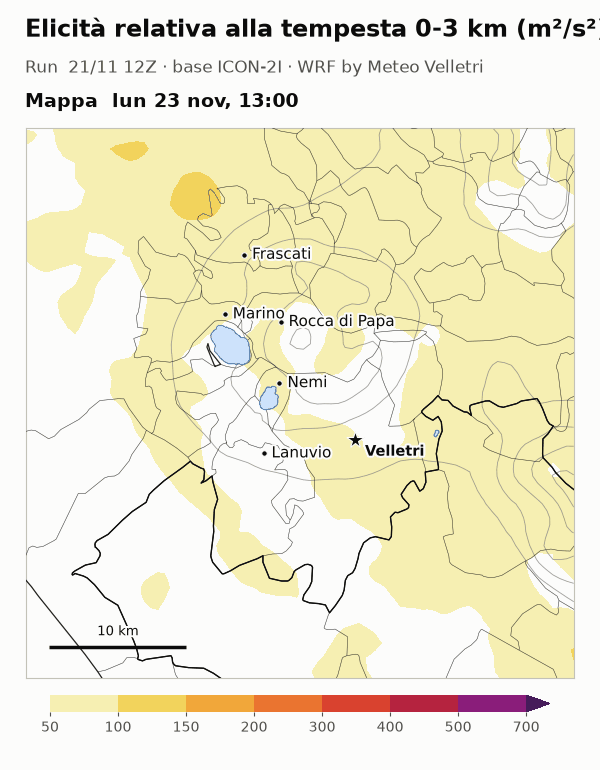 Elicità relativa alla tempesta 0-3 km (m²/s²)
Run 21/11 12Z · base ICON-2I · WRF by Meteo Velletri
Mappa lun 23 nov, 13:00
Frascati
Marino
Rocca di Papa
Nemi
Velletri
Lanuvio
10 km
50 100 150 200 300 400 500 700